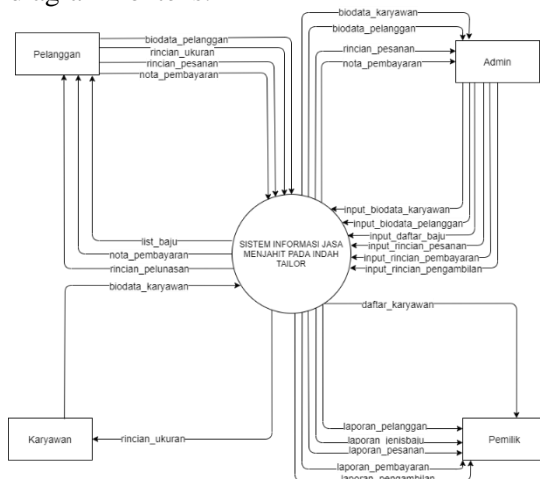 diagram konteks.
biodata_karyawan
biodata_pelanggan
Pelanggan
biodata_pelanggan
rincian_ukuran
rincian_pesanan
nota_pembayaran
rincian_pesanan
nota_pembayaran
Admin
input_biodata_karyawan
input_biodata_pelanggan
input_daftar_baju
input_rincian_pesanan
input_rincian_pembayaran
input_rincian_pengambilan
SISTEM INFORMASI JASA
MENJAHIT PADA INDAH
TAILOR
list_baju
nota_pembayaran
rincian_pelunasan
biodata_karyawan
daftar_karyawan
Karyawan
rincian_ukuran
laporan_pelanggan
laporan_jenisbaju
laporan_pesanan
laporan_pembayaran
laporan_pengambilan
Pemilik